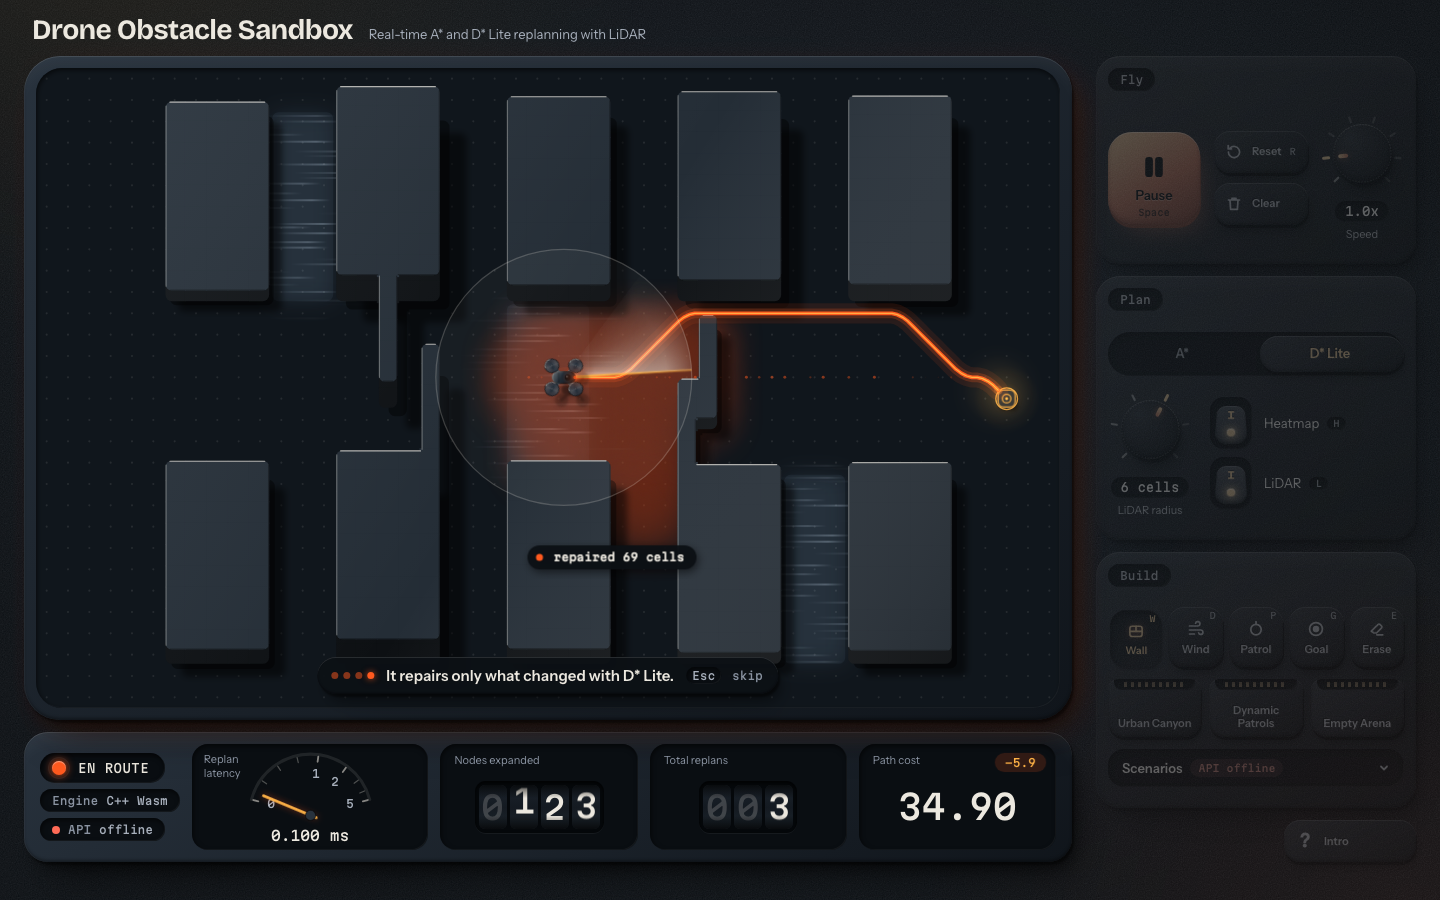 Drone Obstacle Sandbox
Real-time A* and D* Lite replanning with LiDAR
repaired 69 cells
It repairs only what changed with D* Lite. Esc skip
EN ROUTE
Engine C++ Wasm
API offline
Replan
latency
0 1 2 5
0.100 ms
Nodes expanded
0123
Total replans
003
Path cost
−5.9
34.90
Fly
Pause
Space
Reset R
Clear
1.0x
Speed
Plan
A*
D* Lite
6 cells
LiDAR radius
Heatmap H
LiDAR L
Build
Wall W
Wind D
Patrol P
Goal G
Erase E
Urban Canyon
Dynamic
Patrols
Empty Arena
Scenarios API offline
? Intro